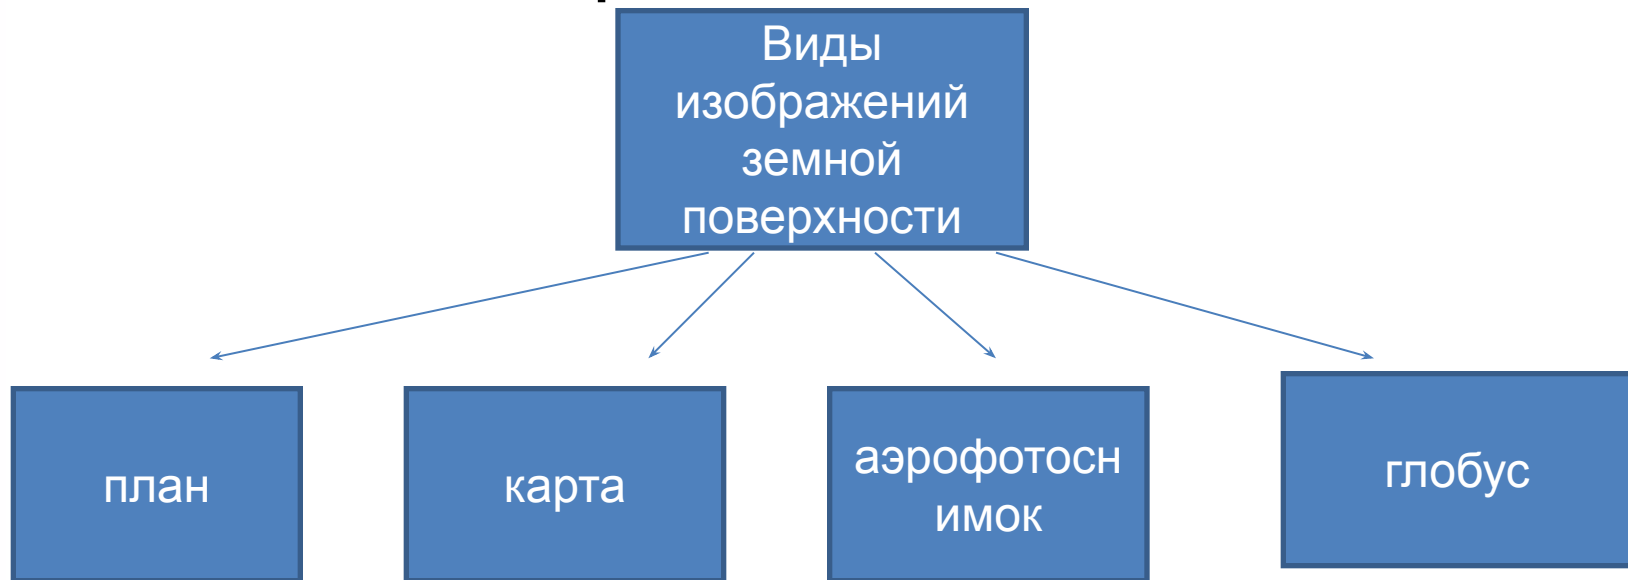 Виды
изображений
земной
поверхности
план
карта
аэрофотосн
имок
глобус